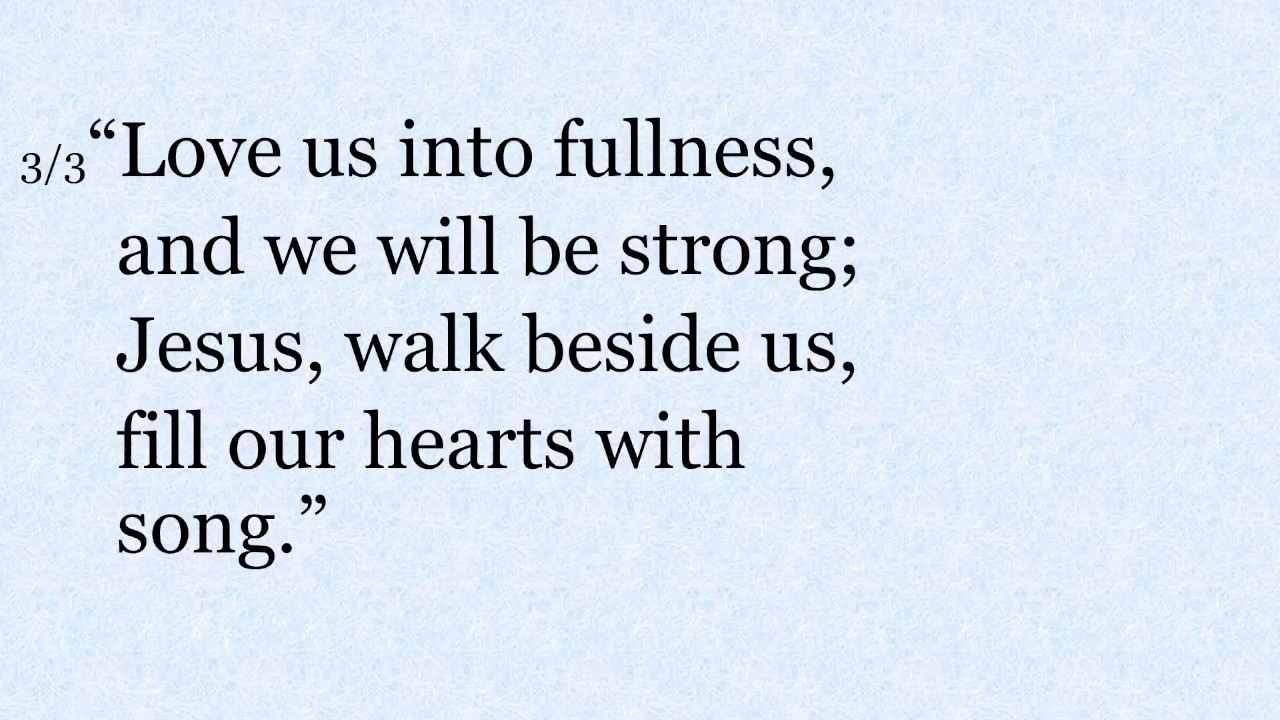 3/3 “Love us into fullness,
and we will be strong;
Jesus, walk beside us,
fill our hearts with
song.”